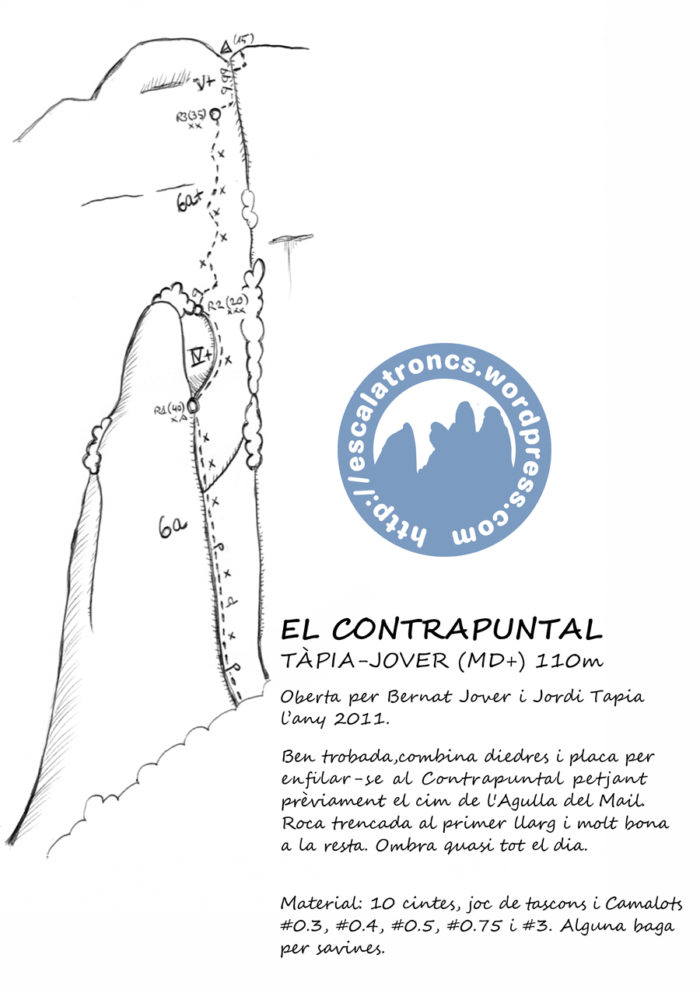 (15)
V+
R3(35)
xx
6a+
R2(20)
xxx
IV+
R1(40)
6a
http://escalatroncs.wordpress.com
EL CONTRAPUNTAL
TÀPIA-JOVER (MD+) 110m
Oberta per Bernat Jover i Jordi Tapia
l'any 2011.
Ben trobada,combina diedres i placa per
enfilar-se al Contrapuntal petjant
prèviament el cim de l'Agulla del Mail.
Roca trencada al primer llarg i molt bona
a la resta. Ombra quasi tot el dia.
Material: 10 cintes, joc de tascons i Camalots
#0.3, #0.4, #0.5, #0.75 i #3. Alguna baga
per savines.